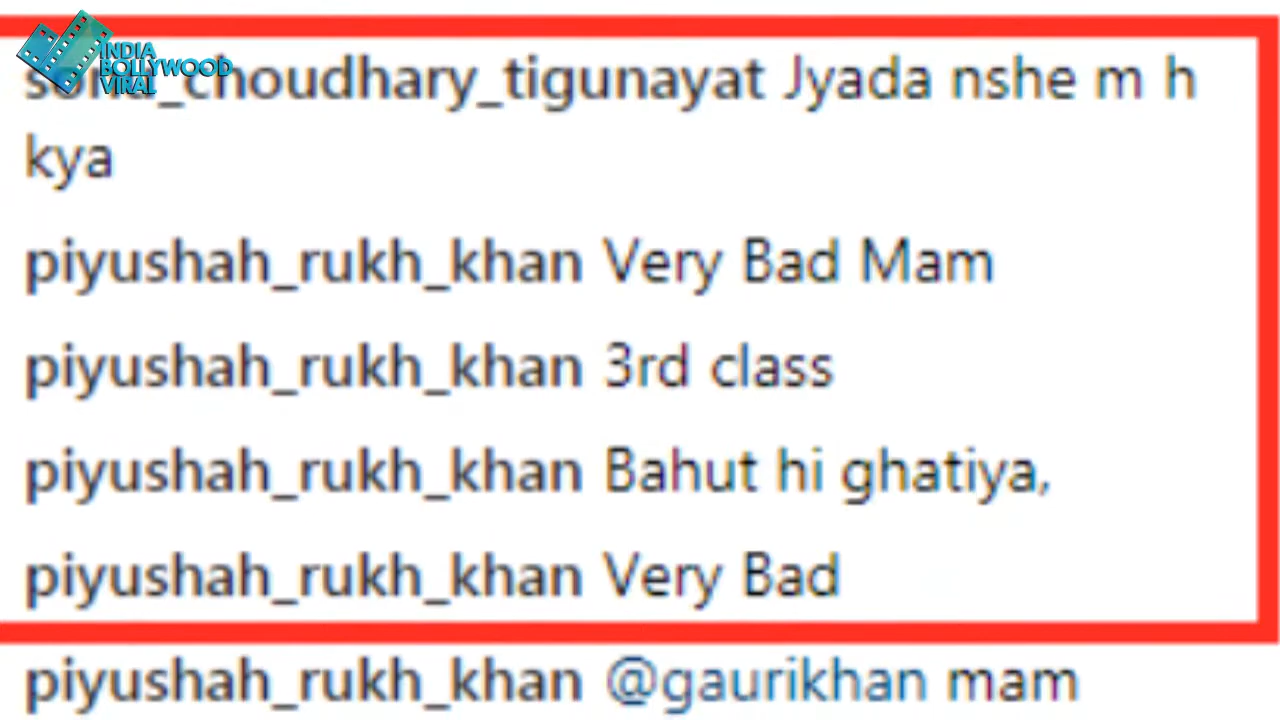 INDIA
BOLLYWOOD
VIRAL
_choudhary_tigunayat Jyada nshe m h
kya
piyushah_rukh_khan Very Bad Mam
piyushah_rukh_khan 3rd class
piyushah_rukh_khan Bahut hi ghatiya,
piyushah_rukh_khan Very Bad
piyushah_rukh_khan @gaurikhan mam